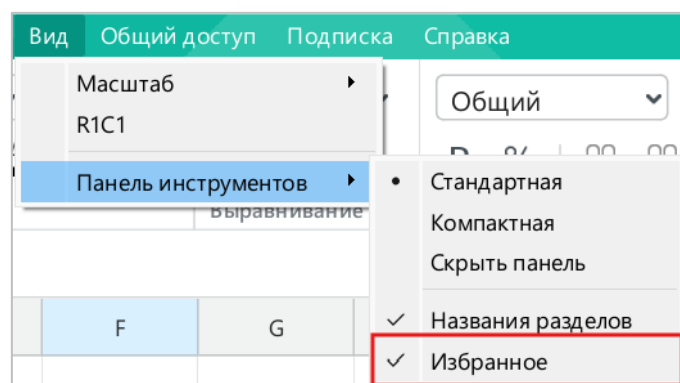 Вид Общий доступ Подписка Справка
Масштаб
Общий
R1C1
Панель инструментов
Стандартная
Выравнивание
Компактная
Скрыть панель
Названия разделов
F G
Избранное